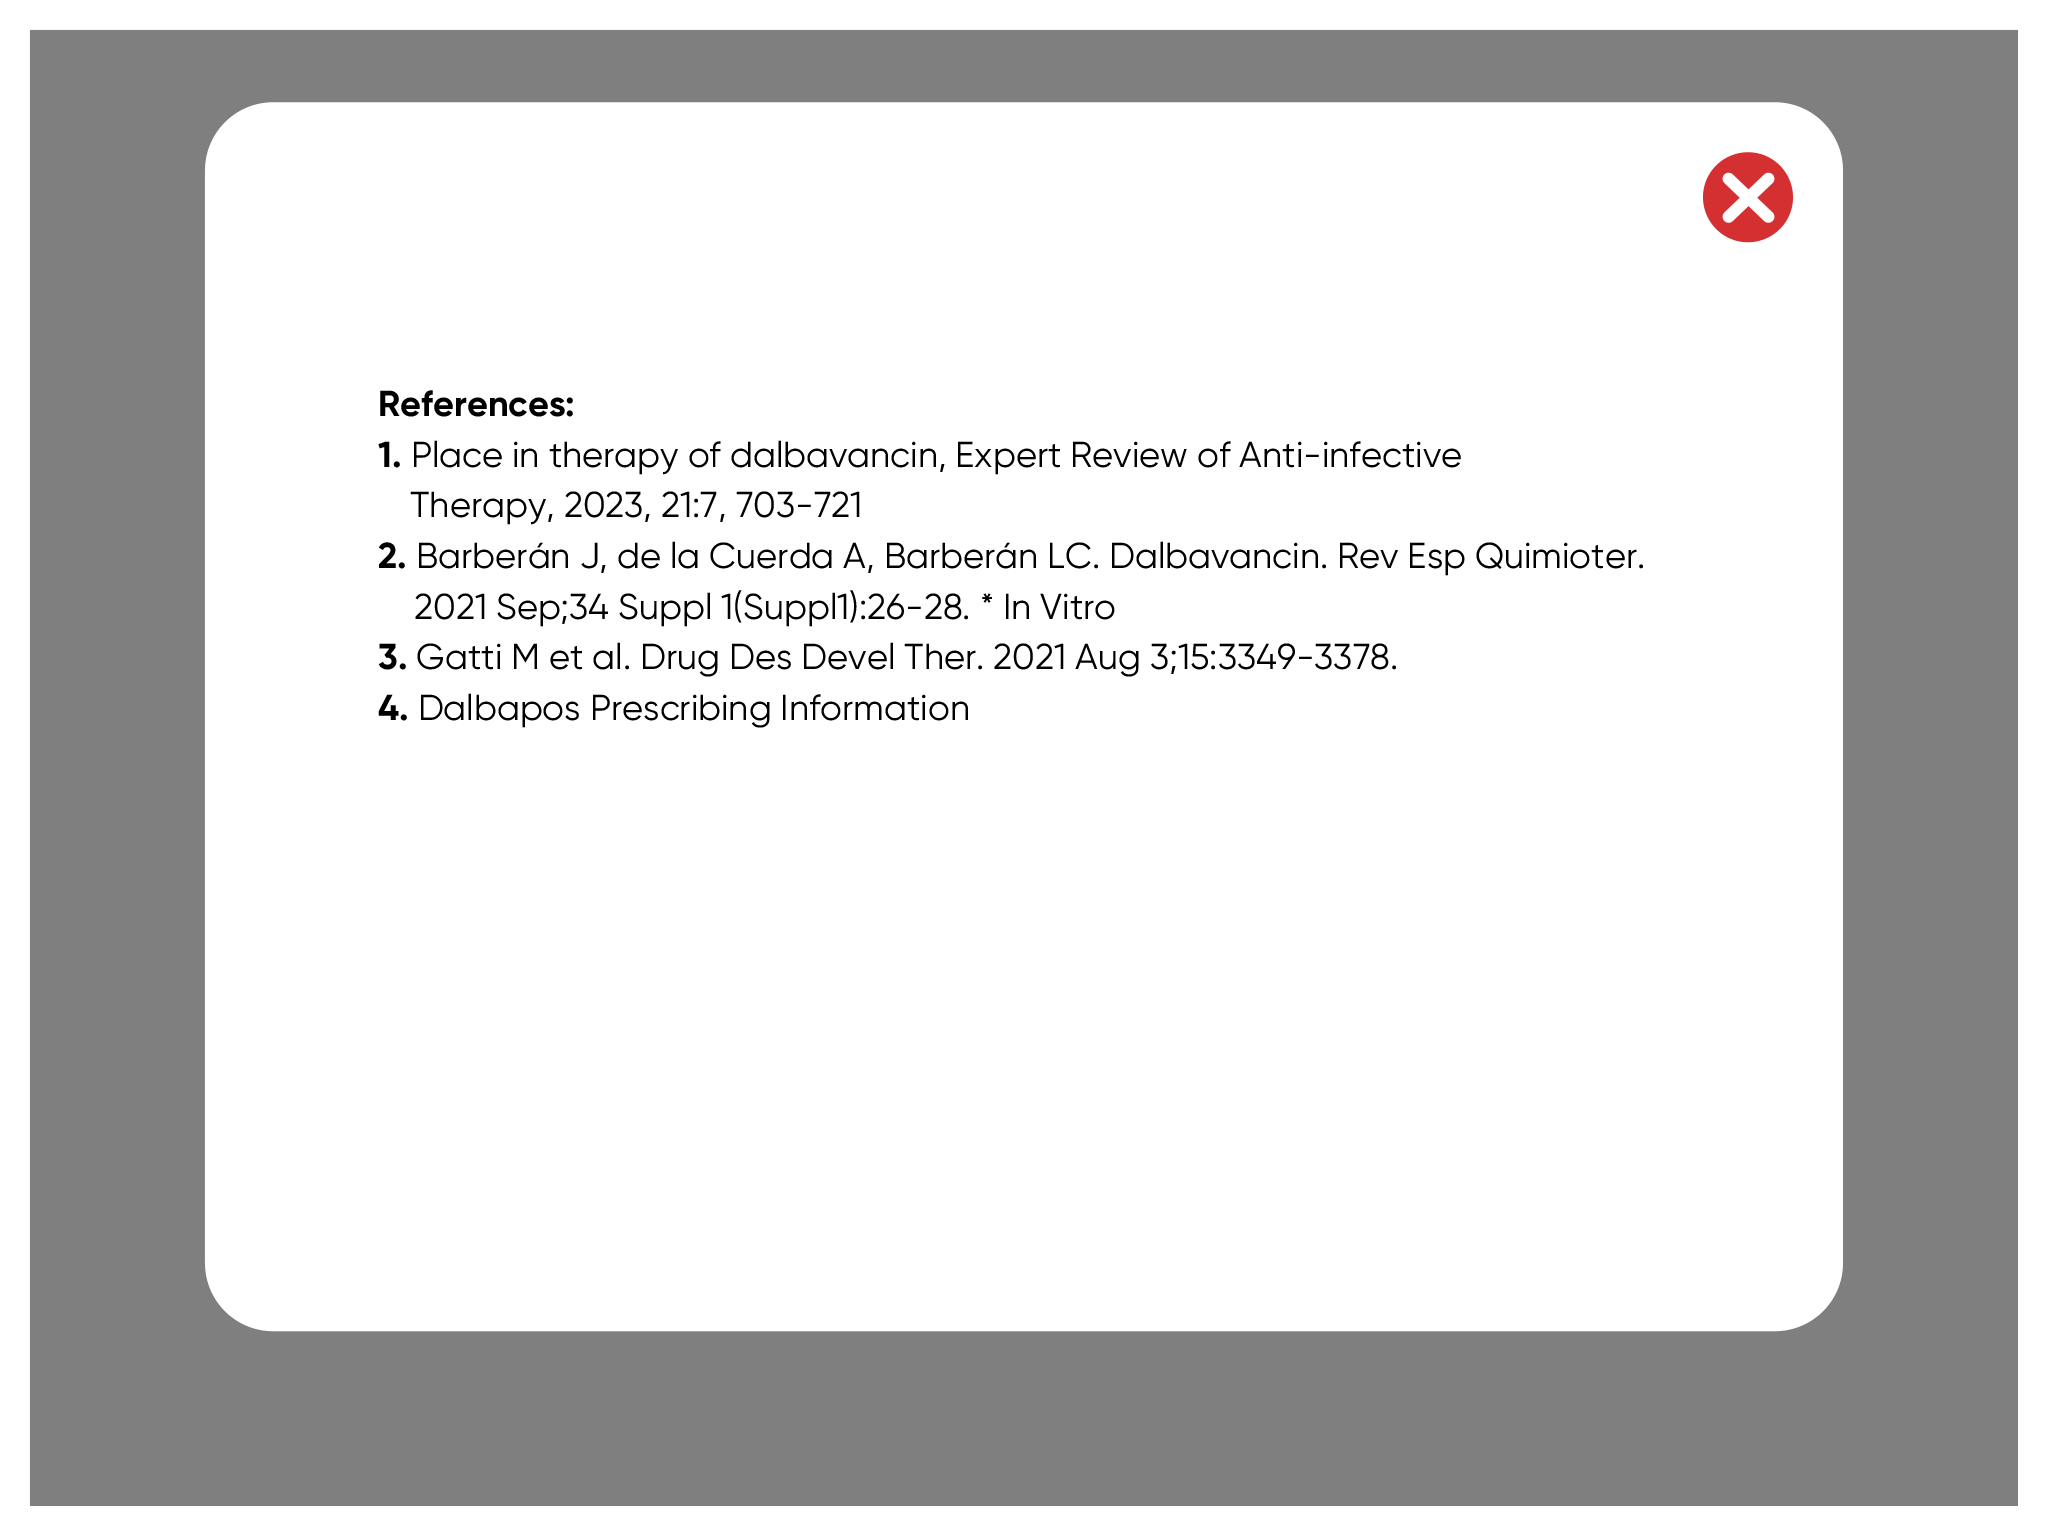 References:
1. Place in therapy of dalbavancin, Expert Review of Anti-infective
Therapy, 2023, 21:7, 703-721
2. Barberán J, de la Cuerda A, Barberán LC. Dalbavancin. Rev Esp Quimioter.
2021 Sep;34 Suppl 1(Suppl1):26-28. * In Vitro
3. Gatti M et al. Drug Des Devel Ther. 2021 Aug 3;15:3349-3378.
4. Dalbapos Prescribing Information